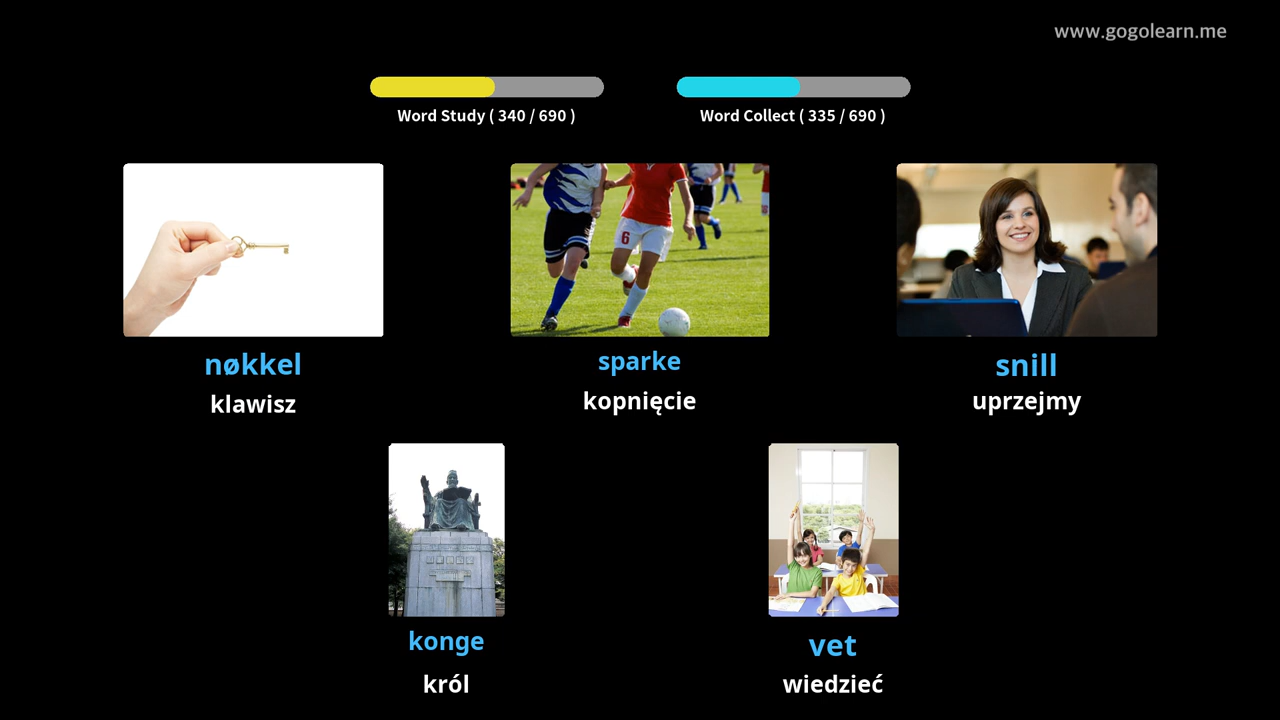 www.gogolearn.me
Word Study ( 340 / 690 )
Word Collect ( 335 / 690 )
nøkkel
klawisz
sparke
kopnięcie
snill
uprzejmy
konge
król
vet
wiedzieć